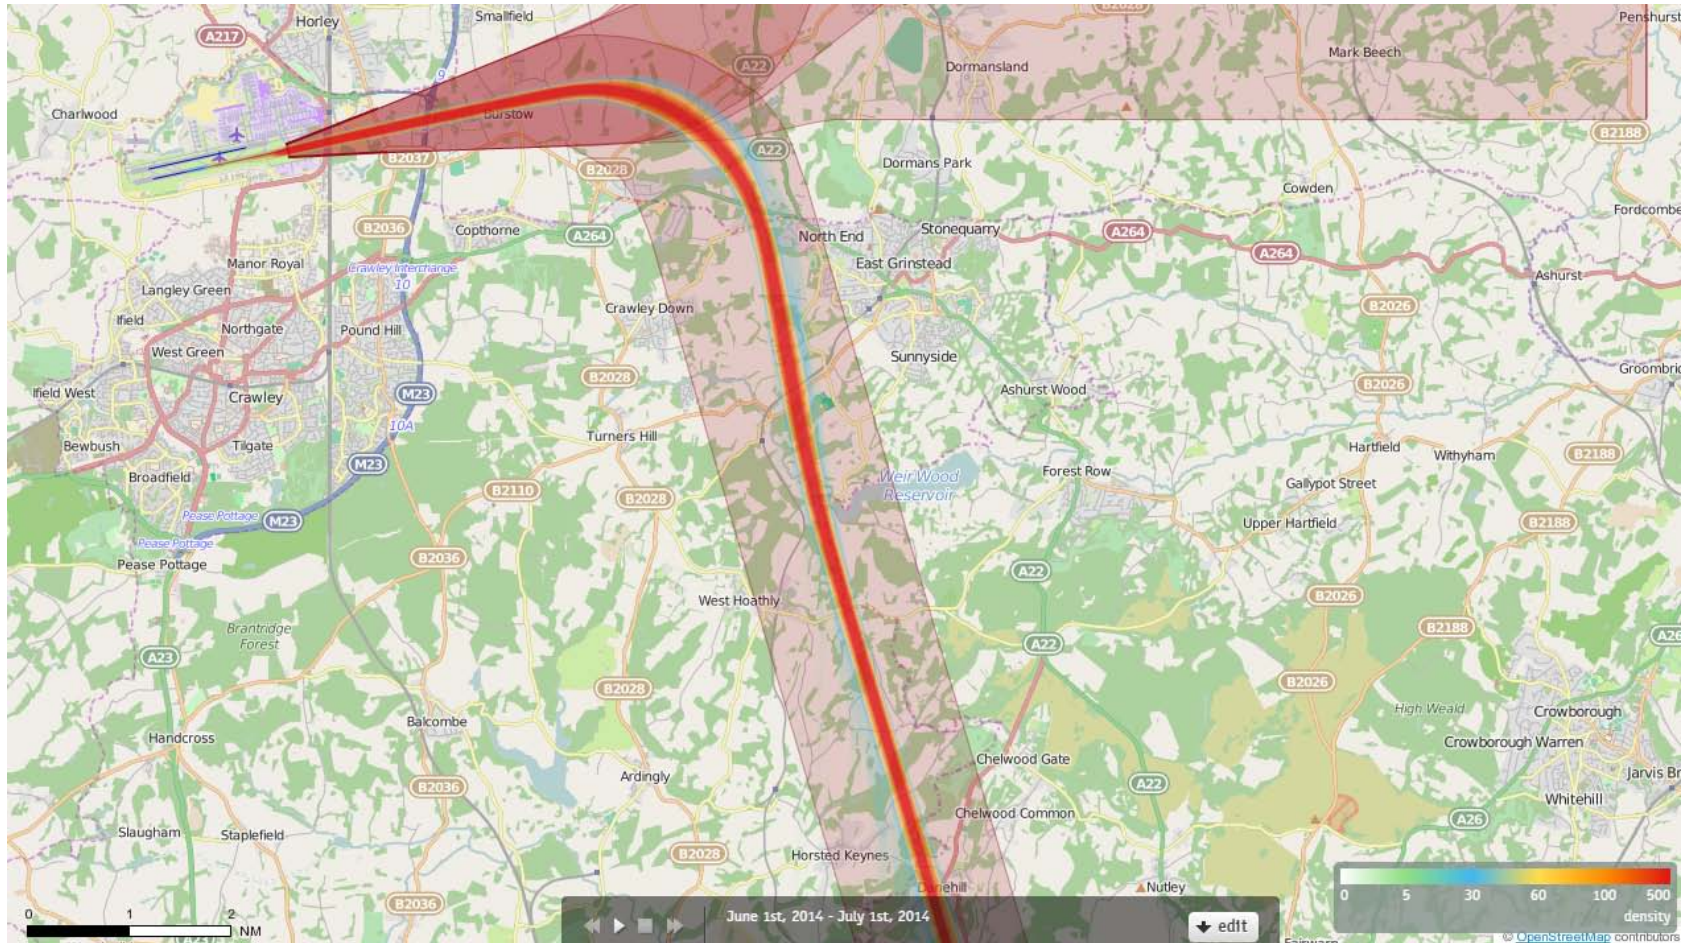 Horley
Smallfield
B2028
Penshurst
A217
9
A22
Mark Beech
Dormansland
Charlwood
Burstow
B2188
A22
B2037
B2028
Dormans Park
Cowden
Fordcombe
B2036
Copthorne
A264
North End
Stonequarry
A264
A264
East Grinstead
Manor Royal
Crawley Interchange
10
Ashurst
Langley Green
Crawley Down
B2026
Ifield
Northgate
Pound Hill
West Green
Sunnyside
Groombri
B2028
B2026
Ifield West
M23
Ashurst Wood
Crawley
10A
Turners Hill
Bewbush
Tilgate
Hartfield
Withyham
B2188
M23
Broadfield
Weir Wood
Reservoir
Forest Row
Gallypot Street
B2110
B2028
Pease Pottage
M23
Upper Hartfield
B2188
Pease Pottage
Pease Pottage
B2036
A22
West Hoathly
B2026
Brantridge
Forest
B2188
A26
A22
A23
B2028
B2026
High Weald
Crowborough
Balcombe
Handcross
Crowborough Warren
Chelwood Gate
Ardingly
Jarvis Br
B2036
A22
Whitehill
Chelwood Common
A26
Slaugham
Staplefield
B2028
Horsted Keynes
Danehill
Nutley
B2036
0 1 2
NM
June 1st, 2014 - July 1st, 2014
edit
0 5 30 60 100 500
density
Fairwarp
© OpenStreetMap contributors